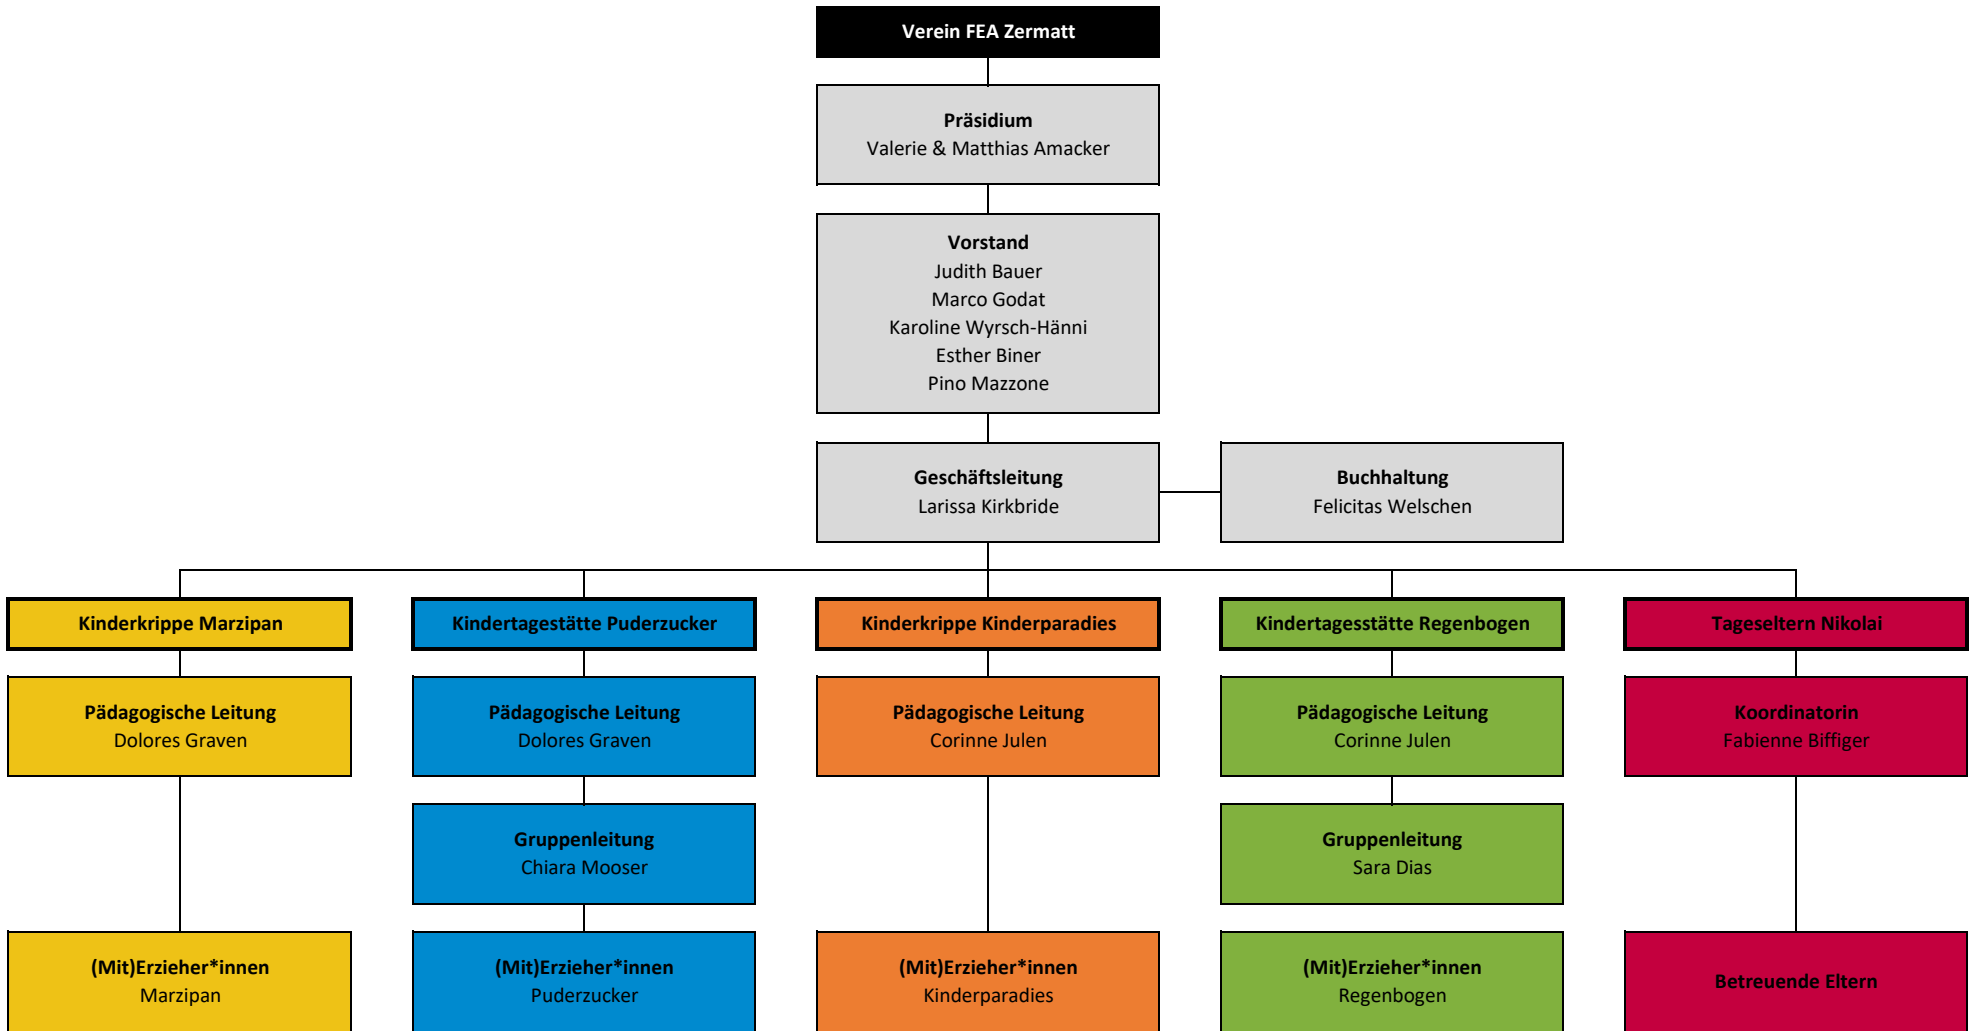 Verein FEA Zermatt
Präsidium
Valerie & Matthias Amacker
Vorstand
Judith Bauer
Marco Godat
Karoline Wyrsch-Hänni
Esther Biner
Pino Mazzone
Geschäftsleitung
Larissa Kirkbride
Buchhaltung
Felicitas Welschen
Kinderkrippe Marzipan
Kindertagestätte Puderzucker
Kinderkrippe Kinderparadies
Kindertagesstätte Regenbogen
Tageseltern Nikolai
Pädagogische Leitung
Dolores Graven
Pädagogische Leitung
Dolores Graven
Pädagogische Leitung
Corinne Julen
Pädagogische Leitung
Corinne Julen
Koordinatorin
Fabienne Biffiger
Gruppenleitung
Chiara Mooser
Gruppenleitung
Sara Dias
(Mit)Erzieher*innen
Marzipan
(Mit)Erzieher*innen
Puderzucker
(Mit)Erzieher*innen
Kinderparadies
(Mit)Erzieher*innen
Regenbogen
Betreuende Eltern